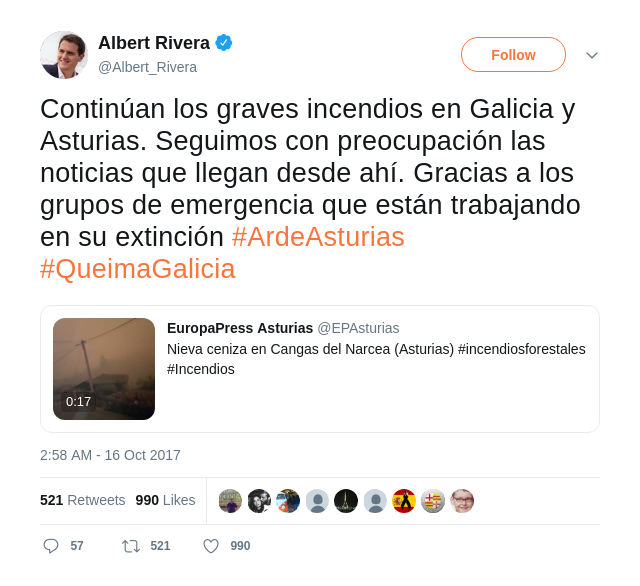 Albert Rivera
@Albert_Rivera
Follow
Continúan los graves incendios en Galicia y
Asturias. Seguimos con preocupación las
noticias que llegan desde ahí. Gracias a los
grupos de emergencia que están trabajando
en su extinción #ArdeAsturias
#QueimaGalicia
EuropaPress Asturias @EPAsturias
Nieva ceniza en Cangas del Narcea (Asturias) #incendiosforestales
#Incendios
0:17
2:58 AM - 16 Oct 2017
521 Retweets 990 Likes
57 521 990